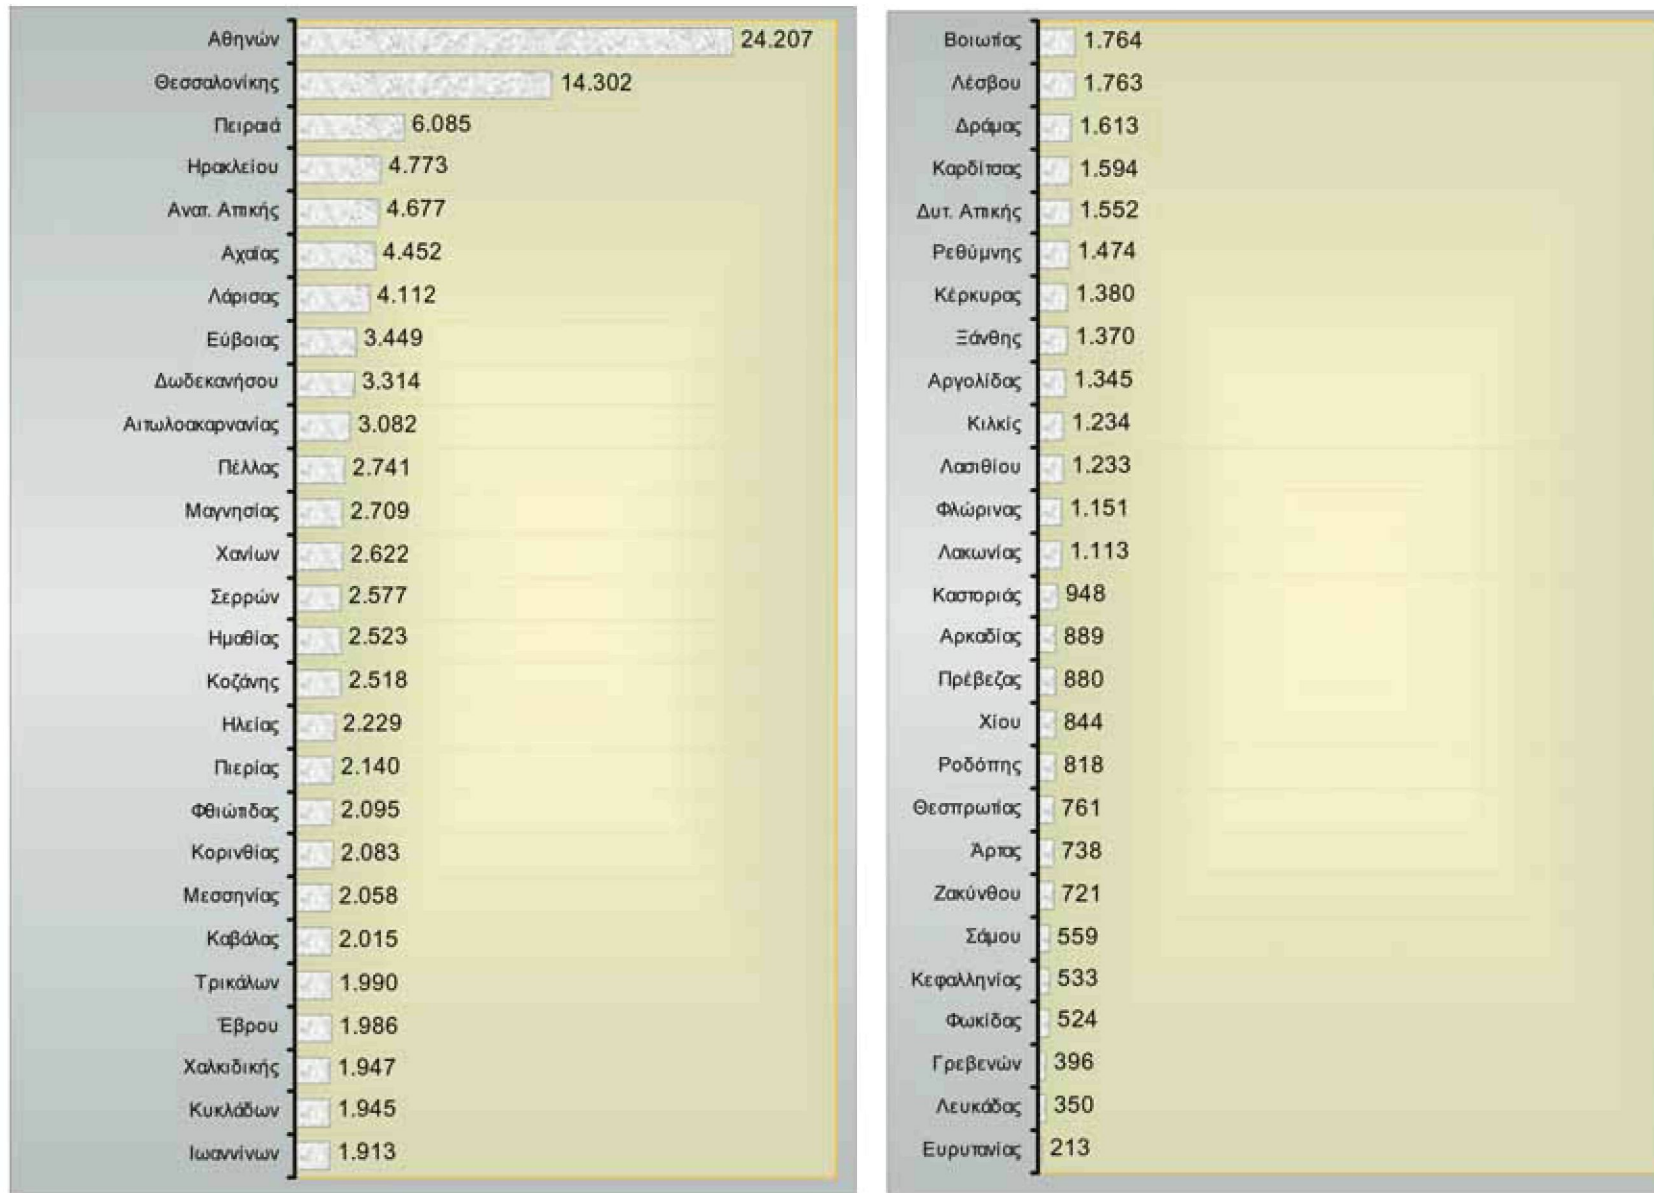 Αθηνών 24.207
Θεσσαλονίκης 14.302
Πειραιά 6.085
Ηρακλείου 4.773
Ανατ. Αττικής 4.677
Αχαΐας 4.452
Λάρισας 4.112
Εύβοιας 3.449
Δωδεκανήσου 3.314
Αιτωλοακαρνανίας 3.082
Πέλλας 2.741
Μαγνησίας 2.709
Χανίων 2.622
Σερρών 2.577
Ημαθίας 2.523
Κοζάνης 2.518
Ηλείας 2.229
Πιερίας 2.140
Φθιώτιδας 2.095
Κορινθίας 2.083
Μεσσηνίας 2.058
Καβάλας 2.015
Τρικάλων 1.990
Έβρου 1.986
Χαλκιδικής 1.947
Κυκλάδων 1.945
Ιωαννίνων 1.913
Βοιωτίας 1.764
Λέσβου 1.763
Δράμας 1.613
Καρδίτσας 1.594
Δυτ. Αττικής 1.552
Ρεθύμνης 1.474
Κέρκυρας 1.380
Ξάνθης 1.370
Αργολίδας 1.345
Κιλκίς 1.234
Λασιθίου 1.233
Φλώρινας 1.151
Λακωνίας 1.113
Καστοριάς 948
Αρκαδίας 889
Πρέβεζας 880
Χίου 844
Ροδόπης 818
Θεσπρωτίας 761
Άρτας 738
Ζακύνθου 721
Σάμου 559
Κεφαλληνίας 533
Φωκίδας 524
Γρεβενών 396
Λευκάδας 350
Ευρυτανίας 213